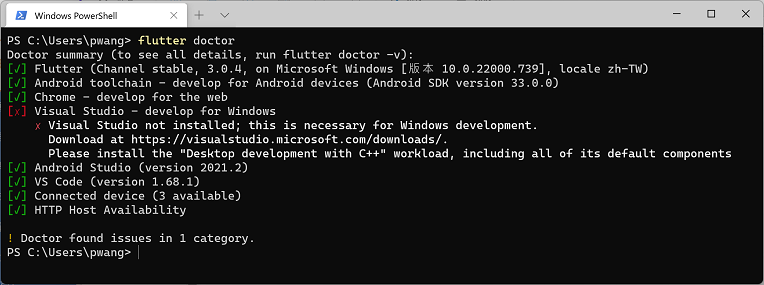 Windows PowerShell
PS C:\Users\pwang> flutter doctor
Doctor summary (to see all details, run flutter doctor -v):
[√] Flutter (Channel stable, 3.0.4, on Microsoft Windows [版本 10.0.22000.739], locale zh-TW)
[√] Android toolchain - develop for Android devices (Android SDK version 33.0.0)
[√] Chrome - develop for the web
[x] Visual Studio - develop for Windows
x Visual Studio not installed; this is necessary for Windows development.
Download at https://visualstudio.microsoft.com/downloads/.
Please install the "Desktop development with C++" workload, including all of its default components
[√] Android Studio (version 2021.2)
[√] VS Code (version 1.68.1)
[√] Connected device (3 available)
[√] HTTP Host Availability
! Doctor found issues in 1 category.
PS C:\Users\pwang>